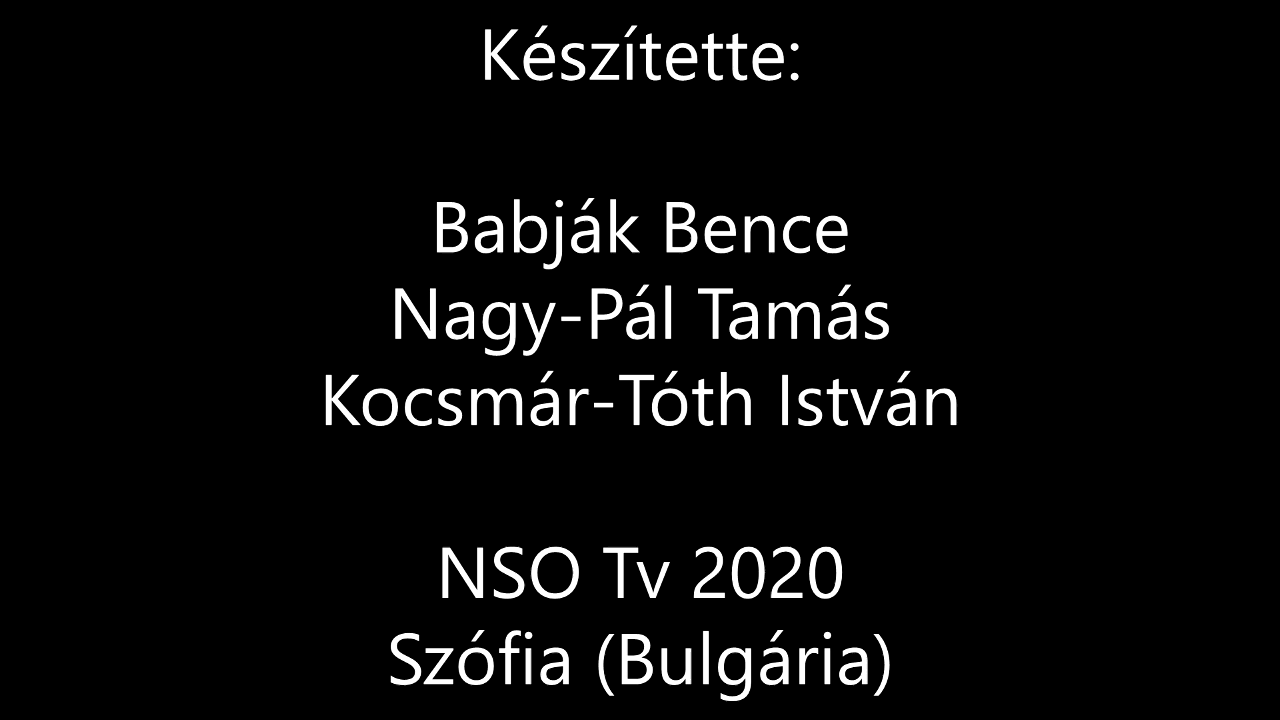 Készítette:
Babják Bence
Nagy-Pál Tamás
Kocsmár-Tóth István
NSO Tv 2020
Szófia (Bulgária)